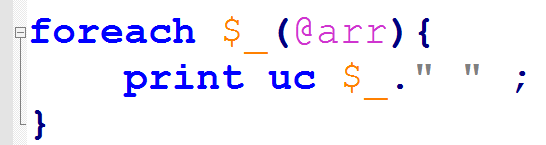 foreach $_(@arr){
    print uc $_." " ;
}